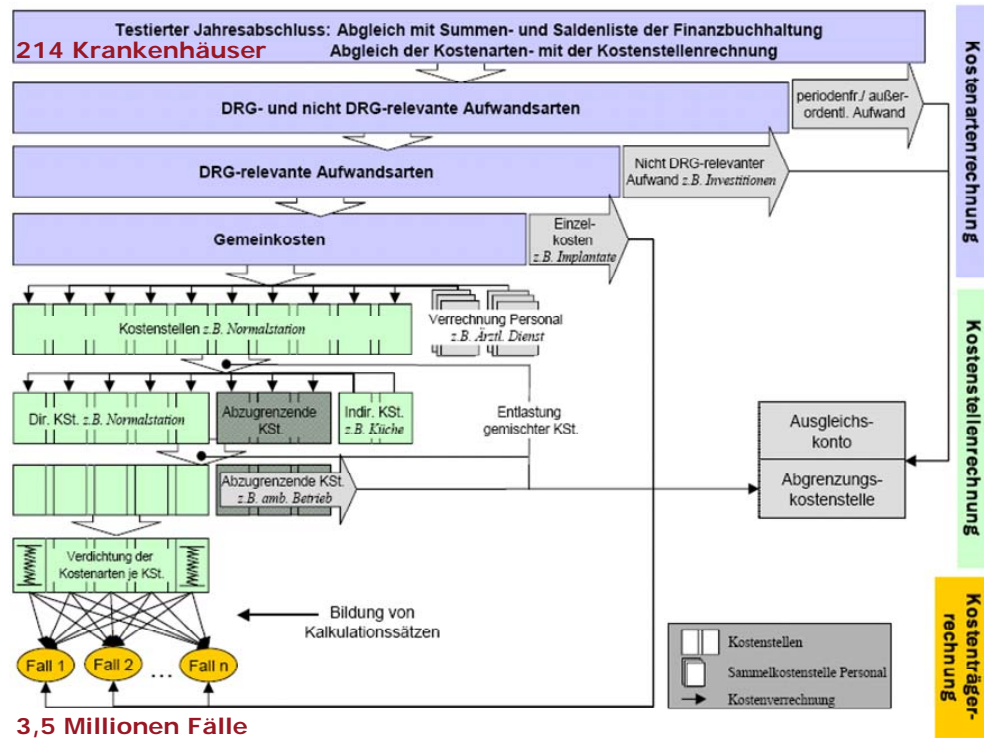 Testierter Jahresabschluss: Abgleich mit Summen- und Saldenliste der Finanzbuchhaltung
214 Krankenhäuser
Abgleich der Kostenarten- mit der Kostenstellenrechnung
DRG- und nicht DRG-relevante Aufwandsarten
periodenfr./ außer-
ordentl. Aufwand
DRG-relevante Aufwandsarten
Nicht DRG-relevanter
Aufwand z.B. Investitionen
Gemeinkosten
Einzel-
kosten
z.B. Implantate
Kostenartenrechnung
Kostenstellen z.B. Normalstation
Verrechnung Personal
z.B. Ärztl. Dienst
Dir. KSt. z.B. Normalstation
Abzugrenzende
KSt.
Indir. KSt.
z.B. Küche
Entlastung
gemischter KSt.
Ausgleichs-
konto
Abgrenzungs-
kostenstelle
Abzugrenzende KSt.
z.B. amb. Betrieb
Kostenstellenrechnung
Verdichtung der
Kostenarten je KSt.
Bildung von
Kalkulationssätzen
Fall 1
Fall 2
...
Fall n
Kostenstellen
Sammelkostenstelle Personal
Kostenverrechnung
Kostenträger-
rechnung
3,5 Millionen Fälle